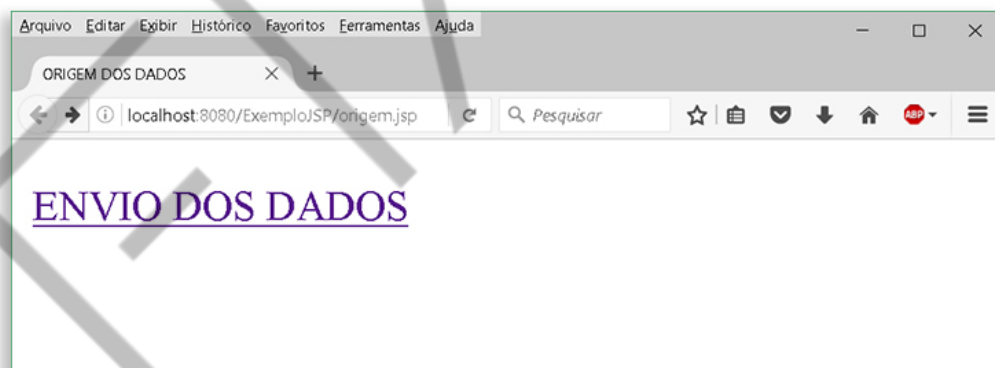 Arquivo Editar Exibir Histórico Favoritos Ferramentas Ajuda
ORIGEM DOS DADOS
localhost:8080/ExemploJSP/origem.jsp
Pesquisar
ABP
ENVIO DOS DADOS